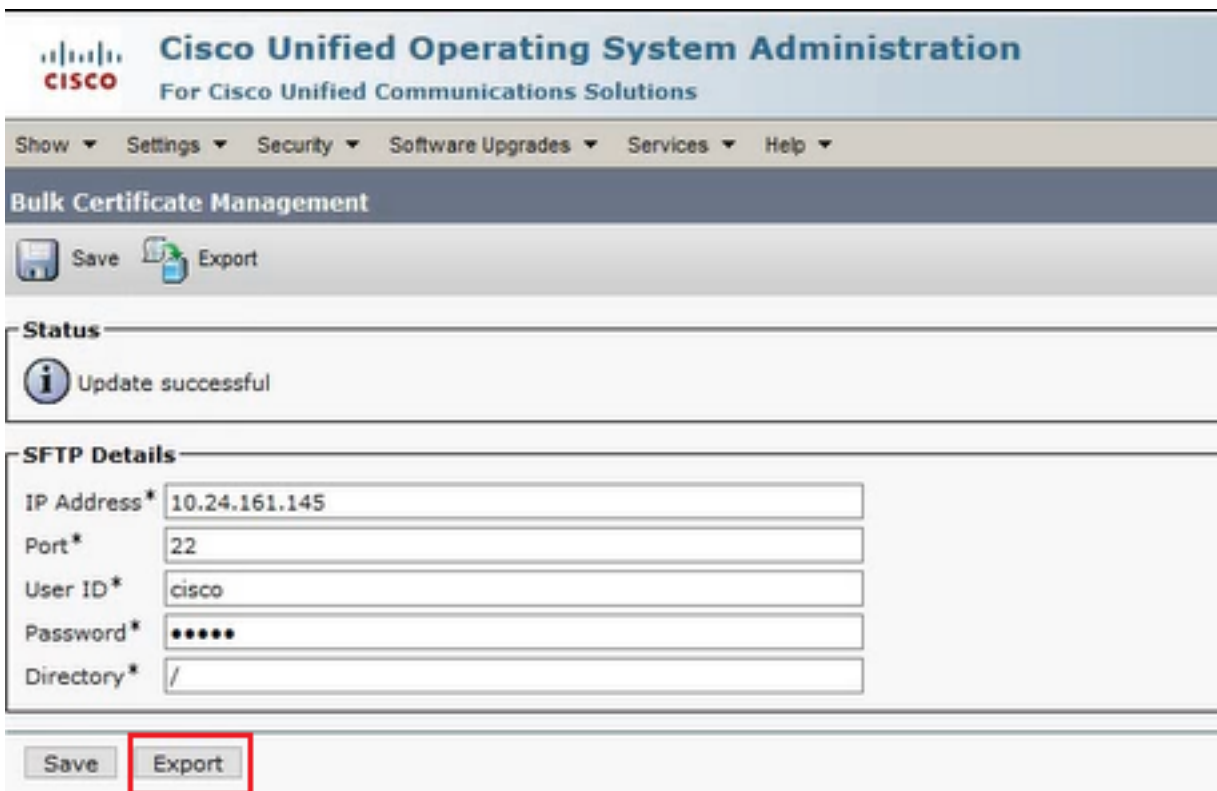 CISCO
Cisco Unified Operating System Administration
For Cisco Unified Communications Solutions
Show Settings Security Software Upgrades Services Help
Bulk Certificate Management
Save Export
Status
i Update successful
SFTP Details
IP Address* 10.24.161.145
Port* 22
User ID* cisco
Password* •••••
Directory* /
Save Export